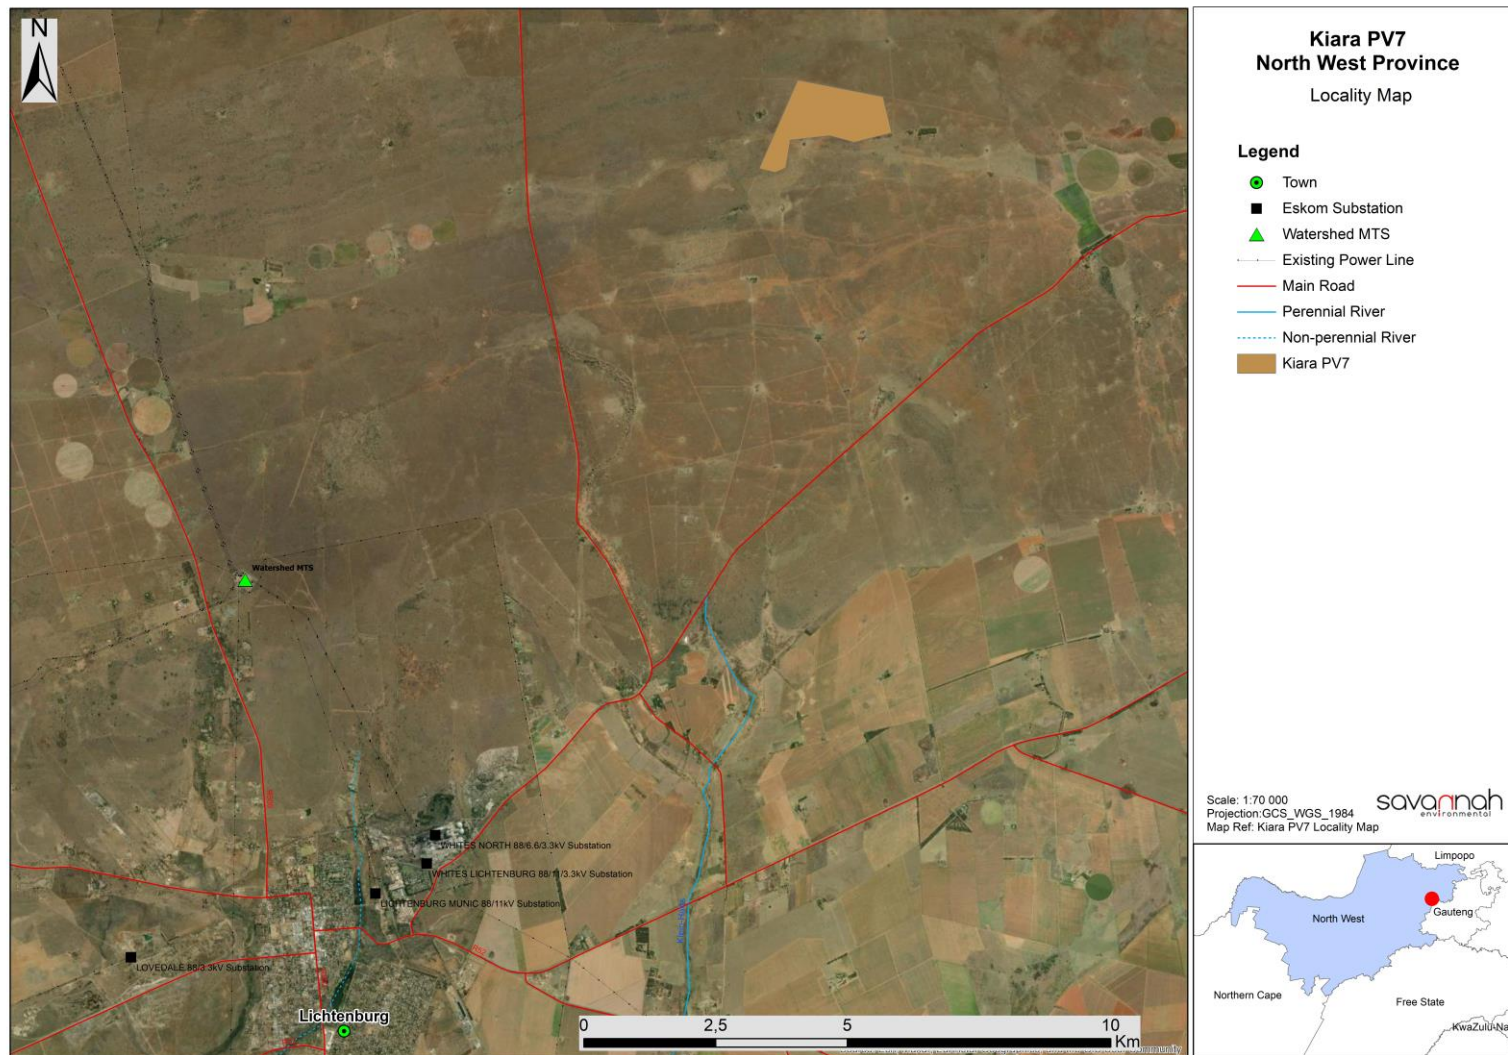 N
Watershed MTS
WHITES NORTH 88/6.6/3.3kV Substation
WHITES LICHTENBURG 88/11/3.3kV Substation
LICHTENBURG MUNIC 88/11kV Substation
R52
LOVEDALE 88/3.3kV Substation
Lichtenburg
0 2,5 5 10
Km
Kiara PV7
North West Province
Locality Map
Legend
Town
Eskom Substation
Watershed MTS
Existing Power Line
Main Road
Perennial River
Non-perennial River
Kiara PV7
Scale: 1:70 000
Projection:GCS_WGS_1984
Map Ref: Kiara PV7 Locality Map
savannah
environmental
Limpopo
North West
Gauteng
Northern Cape
Free State
KwaZulu-Na